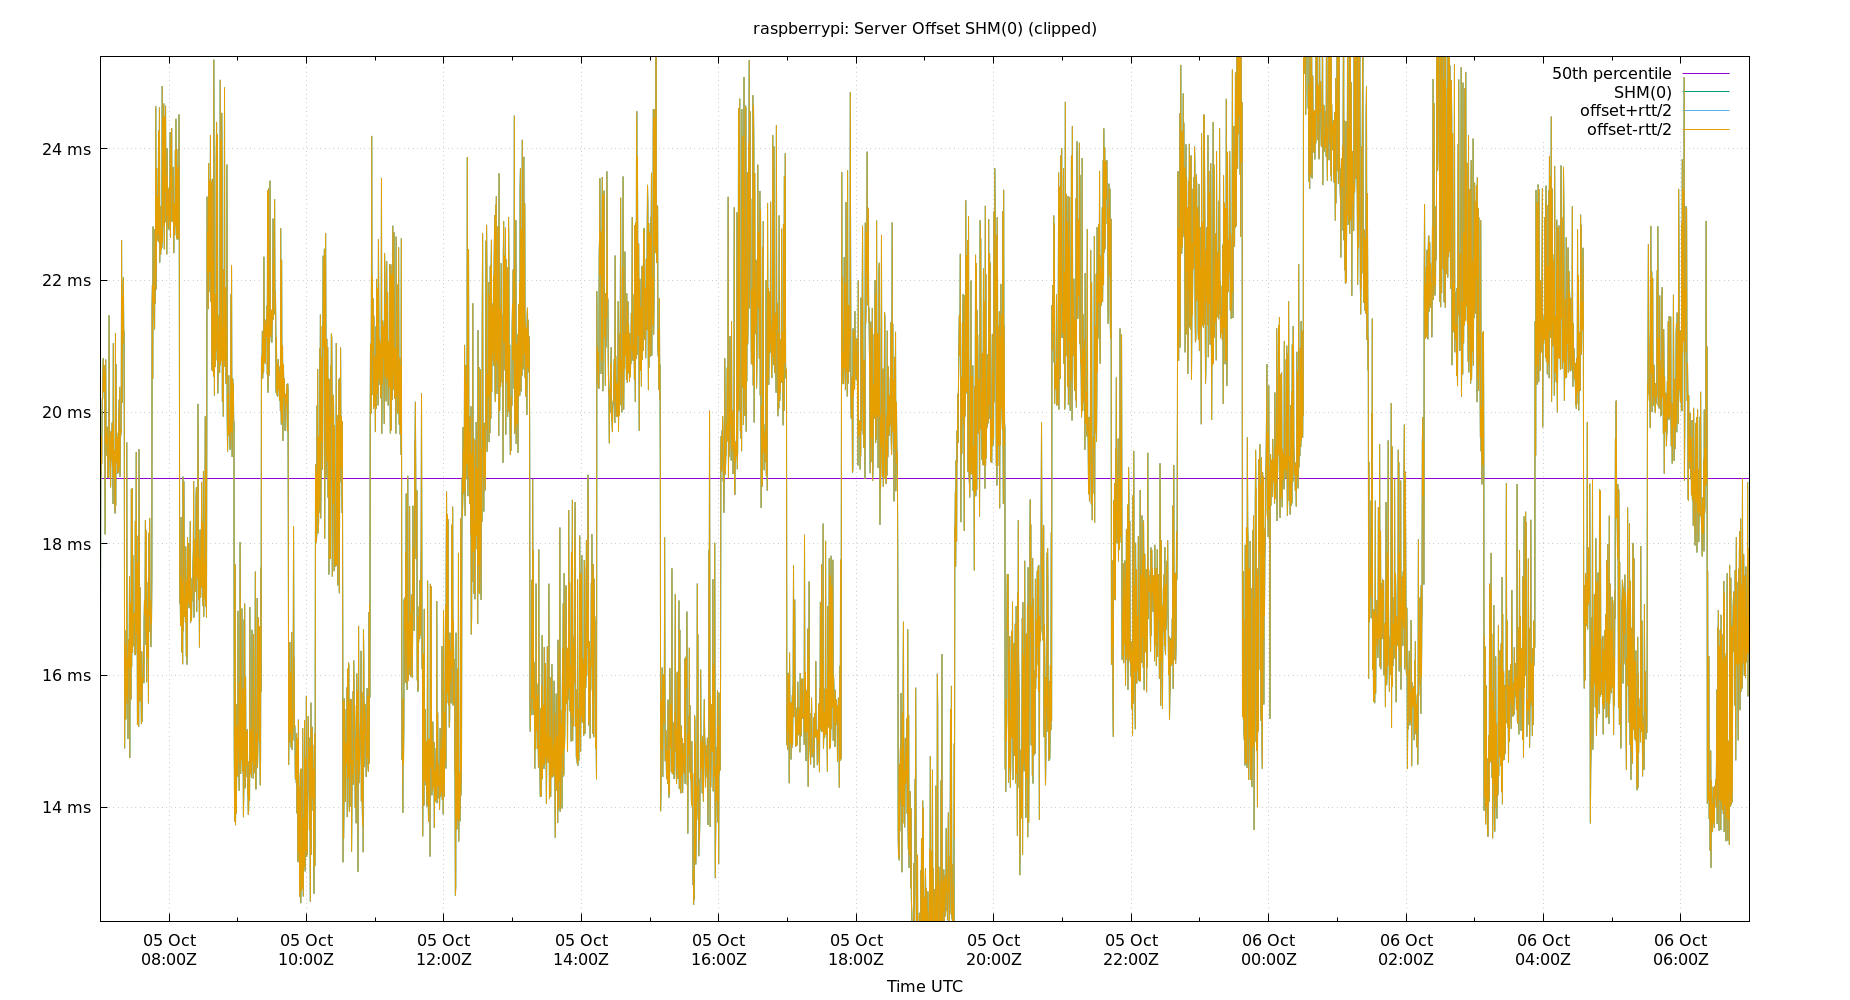 raspberrypi: Server Offset SHM(0) (clipped)
50th percentile
SHM(0)
offset+rtt/2
offset-rtt/2
24 ms
22 ms
20 ms
18 ms
16 ms
14 ms
05 Oct 05 Oct 05 Oct 05 Oct 05 Oct 05 Oct 05 Oct 05 Oct 06 Oct 06 Oct 06 Oct 06 Oct
08:00Z 10:00Z 12:00Z 14:00Z 16:00Z 18:00Z 20:00Z 22:00Z 00:00Z 02:00Z 04:00Z 06:00Z
Time UTC